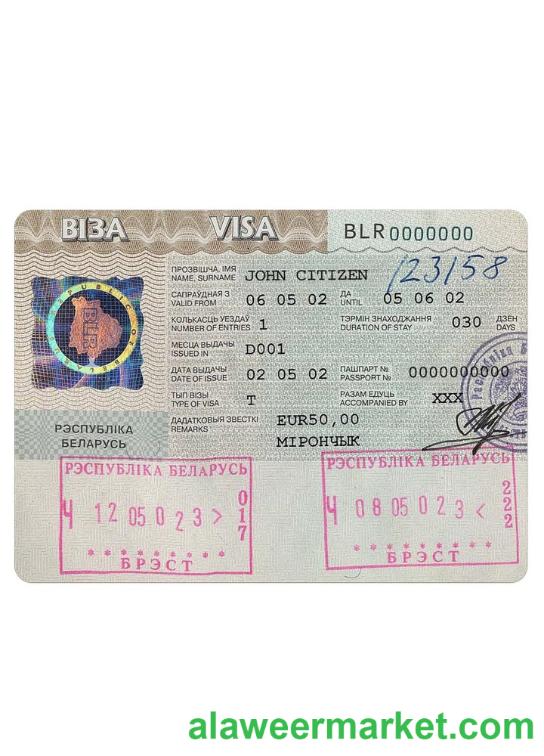 ВІЗА VISA BLR0000000
ПРОЗВІШЧА, ІМЯ
NAME, SURNAME JOHN CITIZEN 123158
САПРАЎДНАЯ З
VALID FROM 06 05 02 ДА
UNTIL 05 06 02
КОЛЬКАСЦЬ УЕЗДАЎ
NUMBER OF ENTRIES 1 ТЭРМІН ЗНАХОДЖАННЯ
DURATION OF STAY 030 ДЗЁН
DAYS
МЕСЦА ВЫДАЧЫ
ISSUED IN D001
ДАТА ВЫДАЧЫ
DATE OF ISSUE 02 05 02 ПАШПАРТ №
PASSPORT № 0000000000
ТЫП ВІЗЫ
TYPE OF VISA T РАЗАМ ЕДУЦЬ
ACCOMPANIED BY XXX
ДАДАТКОВЫЯ ЗВЕСТКІ
REMARKS EUR50,00
МІРОНЧЫК
РЭСПУБЛІКА
БЕЛАРУСЬ
BLR
Рэспубліка
РЭСПУБЛІКА БЕЛАРУСЬ
Ч 12 05 02 3 > 017
* * * * * * * *
БРЭСТ
РЭСПУБЛІКА БЕЛАРУСЬ
Ч 08 05 02 3 < 222
* * * * * * * *
БРЭСТ
alaweermarket.com